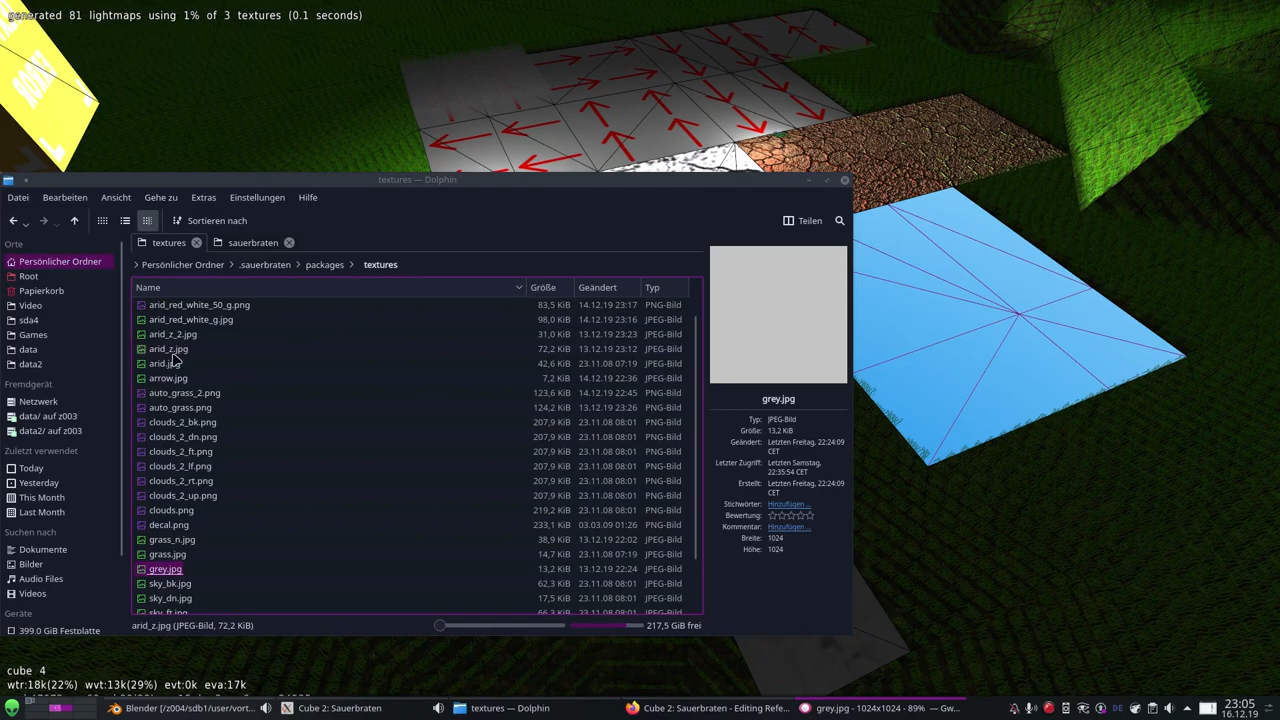 generated 81 lightmaps using 1% of 3 textures (0.1 seconds)
textures — Dolphin
Datei Bearbeiten Ansicht Gehe zu Extras Einstellungen Hilfe
Sortieren nach Teilen
Orte
Persönlicher Ordner
Root
Papierkorb
Video
sda4
Games
data
data2
Fremdgerät
Netzwerk
data/ auf z003
data2/ auf z003
Zuletzt verwendet
Today
Yesterday
This Month
Last Month
Suchen nach
Dokumente
Bilder
Audio Files
Videos
Geräte
399.0 GiB Festplatte
textures sauerbraten
Persönlicher Ordner .sauerbraten packages textures
Name Größe Geändert Typ
arid_red_white_50_g.png 83,5 KiB 14.12.19 23:17 PNG-Bild
arid_red_white_g.jpg 98,0 KiB 14.12.19 23:16 JPEG-Bild
arid_z_2.jpg 31,0 KiB 13.12.19 23:23 JPEG-Bild
arid_z.jpg 72,2 KiB 13.12.19 23:12 JPEG-Bild
arid.jpg 42,6 KiB 23.11.08 07:19 JPEG-Bild
arrow.jpg 7,2 KiB 14.12.19 22:36 JPEG-Bild
auto_grass_2.png 123,6 KiB 14.12.19 22:45 PNG-Bild
auto_grass.png 124,2 KiB 13.12.19 23:26 PNG-Bild
clouds_2_bk.png 207,9 KiB 23.11.08 08:01 PNG-Bild
clouds_2_dn.png 207,9 KiB 23.11.08 08:01 PNG-Bild
clouds_2_ft.png 207,9 KiB 23.11.08 08:01 PNG-Bild
clouds_2_lf.png 207,9 KiB 23.11.08 08:01 PNG-Bild
clouds_2_rt.png 207,9 KiB 23.11.08 08:01 PNG-Bild
clouds_2_up.png 207,9 KiB 23.11.08 08:01 PNG-Bild
clouds.png 219,2 KiB 23.11.08 08:01 PNG-Bild
decal.png 233,1 KiB 03.03.09 01:26 PNG-Bild
grass_n.jpg 38,9 KiB 13.12.19 22:02 JPEG-Bild
grass.jpg 14,7 KiB 23.11.08 07:19 JPEG-Bild
grey.jpg 13,2 KiB 13.12.19 22:24 JPEG-Bild
sky_bk.jpg 62,3 KiB 23.11.08 08:01 JPEG-Bild
sky_dn.jpg 17,5 KiB 23.11.08 08:01 JPEG-Bild
sky_ft.jpg 66,3 KiB 23.11.08 08:01 JPEG-Bild
arid_z.jpg (JPEG-Bild, 72,2 KiB) 217,5 GiB frei
grey.jpg
Typ: JPEG-Bild
Größe: 13,2 KiB
Geändert: Letzten Freitag, 22:24:09
CET
Letzter Zugriff: Letzten Samstag,
22:35:54 CET
Erstellt: Letzten Freitag, 22:24:09
CET
Stichwörter: Hinzufügen ...
Bewertung:
Kommentar: Hinzufügen ...
Breite: 1024
Höhe: 1024
cube 4
wtr:18k(22%) wvt:13k(29%) evt:0k eva:17k
Blender [/z004/sdb1/user/vort... Cube 2: Sauerbraten textures — Dolphin Cube 2: Sauerbraten - Editing Refe... grey.jpg - 1024x1024 - 89% — Gw... DE 23:05
16.12.19